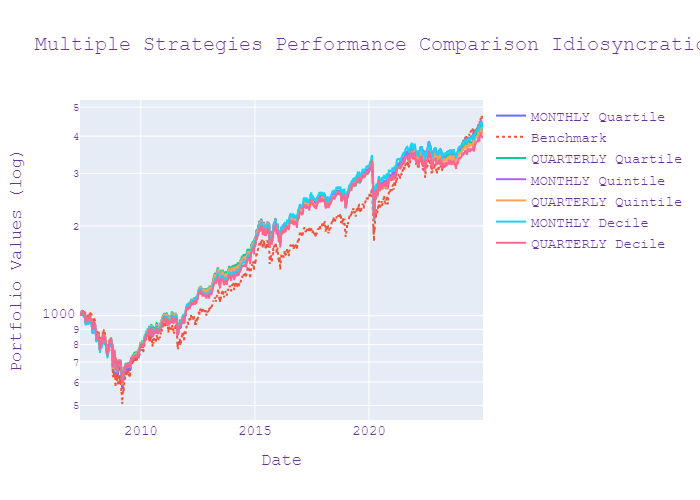 Multiple Strategies Performance Comparison Idiosyncratic
5
4
3
2
1000
9
8
7
6
5
Portfolio Values (log)
2010
2015
2020
Date
MONTHLY Quartile
Benchmark
QUARTERLY Quartile
MONTHLY Quintile
QUARTERLY Quintile
MONTHLY Decile
QUARTERLY Decile